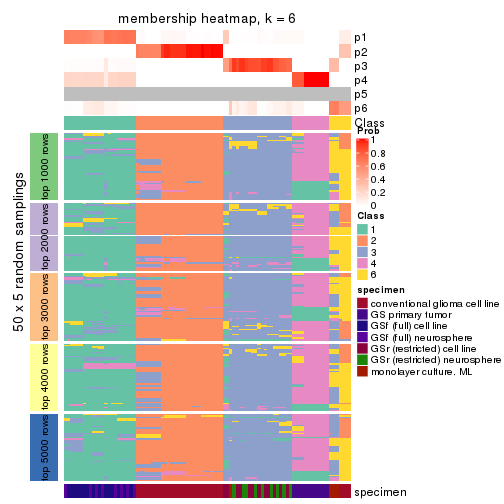 membership heatmap, k = 6
p1
p2
p3
p4
p5
p6
Class
Prob
1
0.8
0.6
0.4
0.2
0
Class
1
2
3
4
6
specimen
conventional glioma cell line
GS primary tumor
GSf (full) cell line
GSf (full) neurosphere
GSr (restricted) cell line
GSr (restricted) neurosphere
monolayer culture. ML
50 x 5 random samplings
top 1000 rows
top 2000 rows
top 3000 rows
top 4000 rows
top 5000 rows
specimen